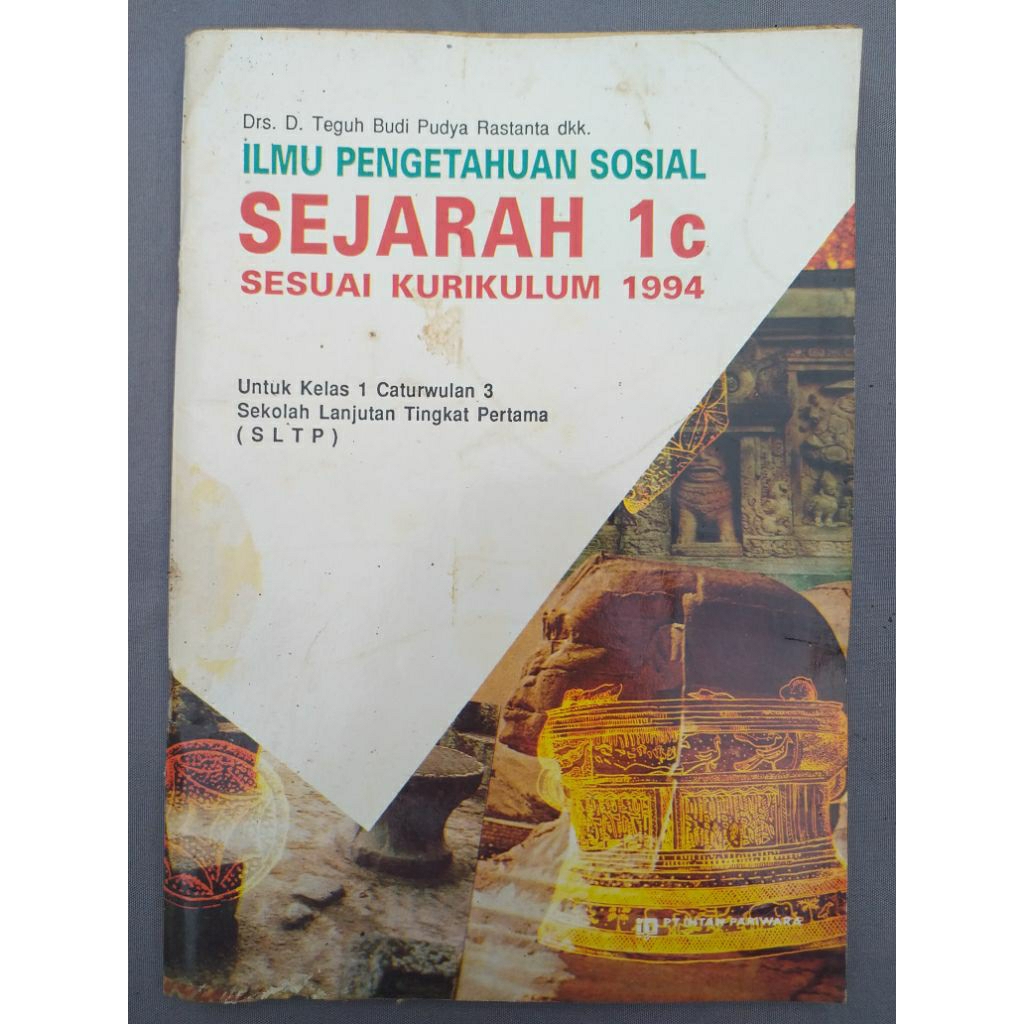 Drs. D. Teguh Budi Pudya Rastanta dkk.
ILMU PENGETAHUAN SOSIAL
SEJARAH 1c
SESUAI KURIKULUM 1994
Untuk Kelas 1 Caturwulan 3
Sekolah Lanjutan Tingkat Pertama
( S L T P )
PT INTAN PARIWARA